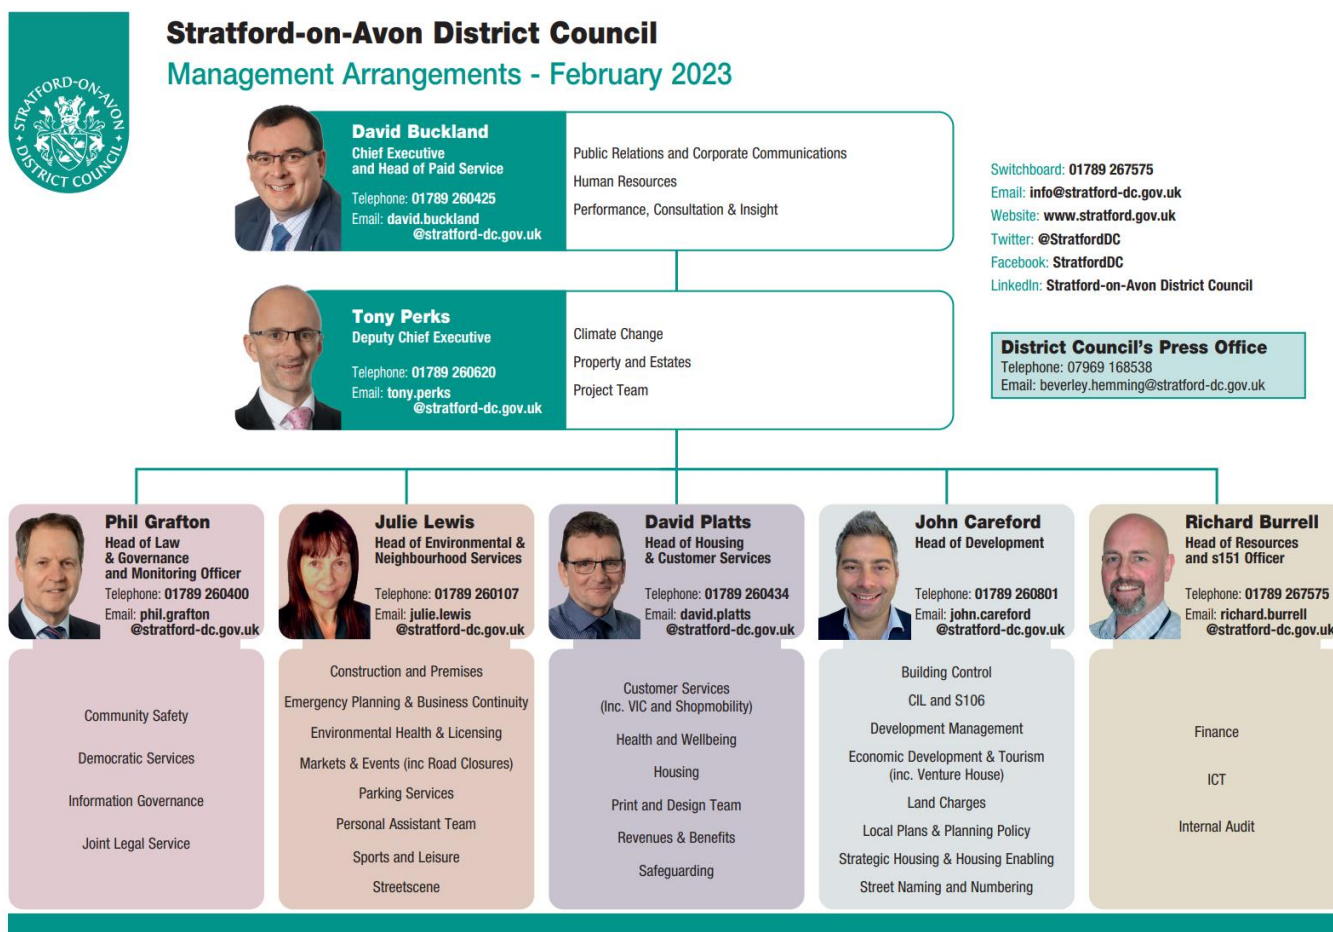 STRATFORD-ON-AVON
DISTRICT COUNCIL
Stratford-on-Avon District Council
Management Arrangements - February 2023
David Buckland
Chief Executive
and Head of Paid Service
Telephone: 01789 260425
Email: david.buckland
@stratford-dc.gov.uk
Public Relations and Corporate Communications
Human Resources
Performance, Consultation & Insight
Switchboard: 01789 267575
Email: info@stratford-dc.gov.uk
Website: www.stratford.gov.uk
Twitter: @StratfordDC
Facebook: StratfordDC
LinkedIn: Stratford-on-Avon District Council
Tony Perks
Deputy Chief Executive
Telephone: 01789 260620
Email: tony.perks
@stratford-dc.gov.uk
Climate Change
Property and Estates
Project Team
District Council's Press Office
Telephone: 07969 168538
Email: beverley.hemming@stratford-dc.gov.uk
Phil Grafton
Head of Law
& Governance
and Monitoring Officer
Telephone: 01789 260400
Email: phil.grafton
@stratford-dc.gov.uk
Community Safety
Democratic Services
Information Governance
Joint Legal Service
Julie Lewis
Head of Environmental &
Neighbourhood Services
Telephone: 01789 260107
Email: julie.lewis
@stratford-dc.gov.uk
Construction and Premises
Emergency Planning & Business Continuity
Environmental Health & Licensing
Markets & Events (inc Road Closures)
Parking Services
Personal Assistant Team
Sports and Leisure
Streetscene
David Platts
Head of Housing
& Customer Services
Telephone: 01789 260434
Email: david.platts
@stratford-dc.gov.uk
Customer Services
(Inc. VIC and Shopmobility)
Health and Wellbeing
Housing
Print and Design Team
Revenues & Benefits
Safeguarding
John Careford
Head of Development
Telephone: 01789 260801
Email: john.careford
@stratford-dc.gov.uk
Building Control
CIL and S106
Development Management
Economic Development & Tourism
(inc. Venture House)
Land Charges
Local Plans & Planning Policy
Strategic Housing & Housing Enabling
Street Naming and Numbering
Richard Burrell
Head of Resources
and s151 Officer
Telephone: 01789 267575
Email: richard.burrell
@stratford-dc.gov.uk
Finance
ICT
Internal Audit